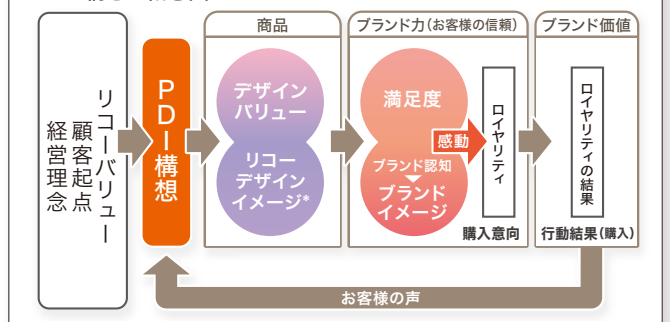 リコーバリュー
顧客起点
経営理念
PDI構想
商品
デザイン
バリュー
リコー
デザイン
イメージ*
ブランド力(お客様の信頼)
満足度
感動
ブランド認知
ブランド
イメージ
ロイヤリティ
購入意向
ブランド価値
ロイヤリティの結果
行動結果(購入)
お客様の声